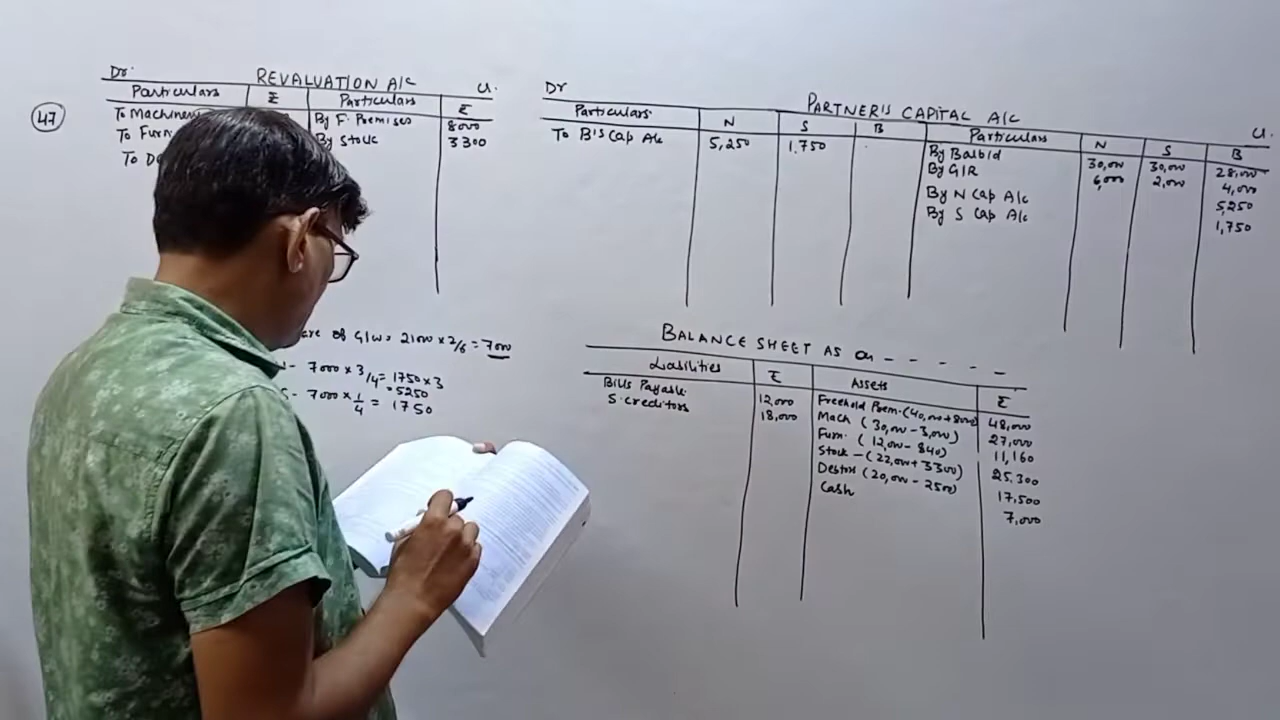 47
Dr.
REVALUATION A/C
Cr.
Particulars ₹ Particulars ₹
To Machinery By F. Premises 8000
To Furn By Stock 3300
To D
are of G/W = 21000 × 2/6 = 7000
7000 × 3/4 = 1750 × 3
= 5250
S - 7000 × 1/4 = 1750
Dr
PARTNER'S CAPITAL A/C
Cr.
Particulars N S B Particulars N S B
To B's Cap A/c 5,250 1,750 By Bal b/d 30,000 30,000 28,000
By G/R 6,000 2,000 4,000
By N Cap A/c 5,250
By S Cap A/c 1,750
BALANCE SHEET AS on - - - - -
Liabilities ₹ Assets ₹
Bills Payable 12,000 Freehold Prem. (40,000 + 8000) 48,000
S. creditors 18,000 Mach (30,000 - 3,000) 27,000
Furn. (12,000 - 840) 11,160
Stock - (22,000 + 3300) 25,300
Debtors (20,000 - 2500) 17,500
Cash 7,000